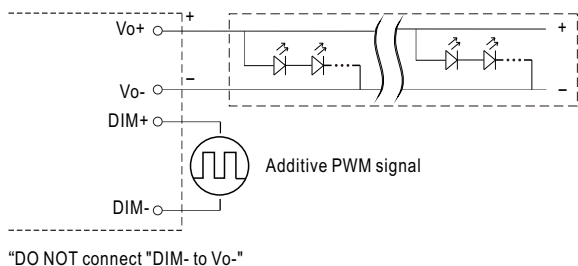 Vo+ +
+
Vo- −
−
DIM+
Additive PWM signal
DIM-
“DO NOT connect "DIM- to Vo-"